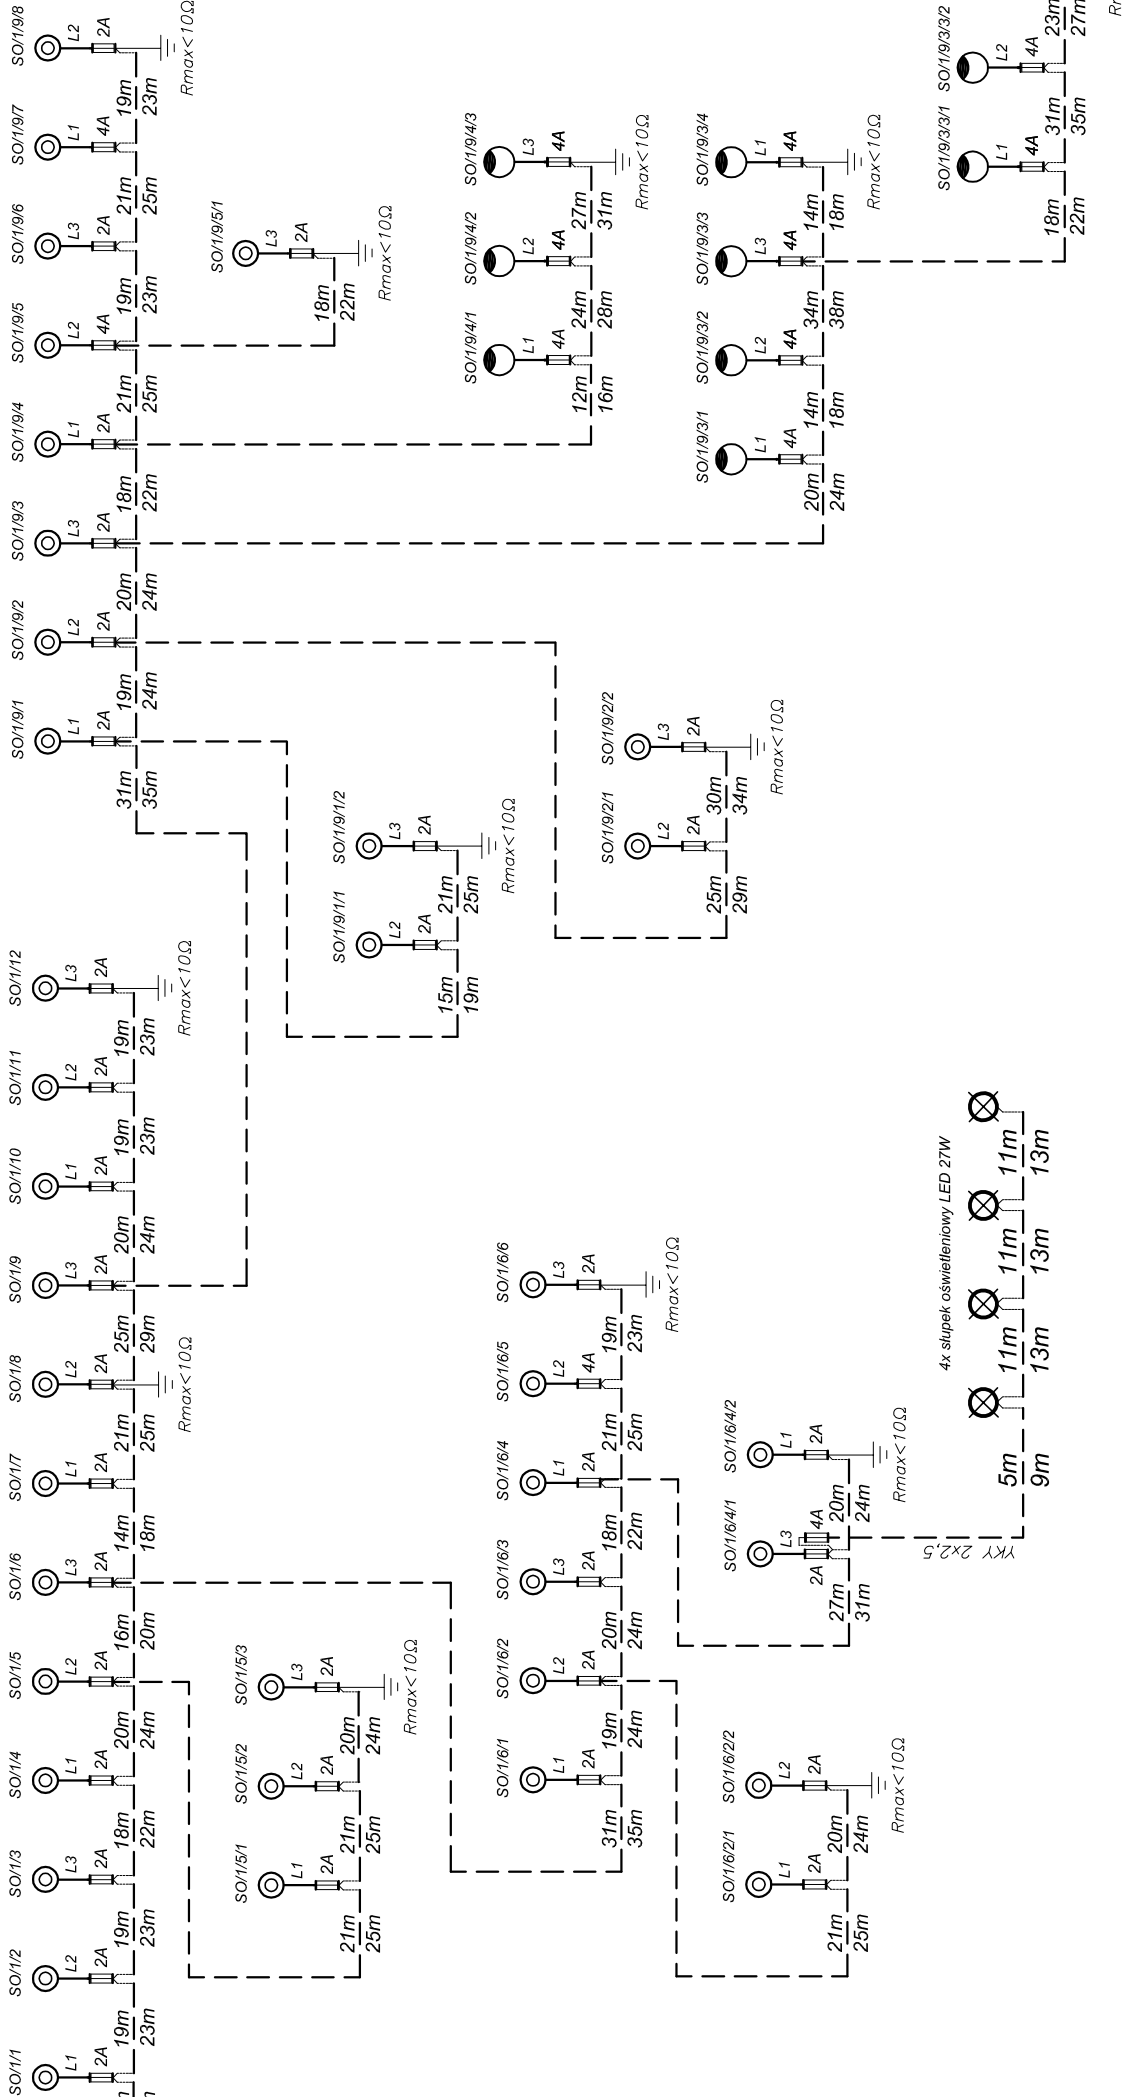 SO/1/1
L1
2A
m
m
19m
23m
SO/1/2
L2
2A
19m
23m
SO/1/3
L3
2A
18m
22m
SO/1/4
L1
2A
20m
24m
SO/1/5
L2
2A
16m
20m
SO/1/6
L3
2A
14m
18m
SO/1/7
L1
2A
21m
25m
SO/1/8
L2
2A
Rmax<10Ω
25m
29m
SO/1/9
L3
2A
20m
24m
SO/1/10
L1
2A
19m
23m
SO/1/11
L2
2A
19m
23m
SO/1/12
L3
2A
Rmax<10Ω
31m
35m
SO/1/9/1
L1
2A
19m
24m
SO/1/9/2
L2
2A
20m
24m
SO/1/9/3
L3
2A
18m
22m
SO/1/9/4
L1
2A
21m
25m
SO/1/9/5
L2
4A
19m
23m
SO/1/9/6
L3
2A
21m
25m
SO/1/9/7
L1
4A
19m
23m
SO/1/9/8
L2
2A
Rmax<10Ω
21m
25m
SO/1/5/1
L1
2A
21m
25m
SO/1/5/2
L2
2A
20m
24m
SO/1/5/3
L3
2A
Rmax<10Ω
15m
19m
SO/1/9/1/1
L2
2A
21m
25m
SO/1/9/1/2
L3
2A
Rmax<10Ω
18m
22m
SO/1/9/5/1
L3
2A
Rmax<10Ω
31m
35m
SO/1/6/1
L1
2A
19m
24m
SO/1/6/2
L2
2A
20m
24m
SO/1/6/3
L3
2A
18m
22m
SO/1/6/4
L1
2A
21m
25m
SO/1/6/5
L2
4A
19m
23m
SO/1/6/6
L3
2A
Rmax<10Ω
25m
29m
SO/1/9/2/1
L2
2A
30m
34m
SO/1/9/2/2
L3
2A
Rmax<10Ω
12m
16m
SO/1/9/4/1
L1
4A
24m
28m
SO/1/9/4/2
L2
4A
27m
31m
SO/1/9/4/3
L3
4A
Rmax<10Ω
21m
25m
SO/1/6/2/1
L1
2A
20m
24m
SO/1/6/2/2
L2
2A
Rmax<10Ω
27m
31m
SO/1/6/4/1
L3
2A
4A
20m
24m
SO/1/6/4/2
L1
2A
Rmax<10Ω
20m
24m
SO/1/9/3/1
L1
4A
14m
18m
SO/1/9/3/2
L2
4A
34m
38m
SO/1/9/3/3
L3
4A
14m
18m
SO/1/9/3/4
L1
4A
Rmax<10Ω
YKY 2x2,5
5m
9m
4x słupek oświetleniowy LED 27W
11m
13m
11m
13m
11m
13m
18m
22m
SO/1/9/3/3/1
L1
4A
31m
35m
SO/1/9/3/3/2
L2
4A
23m
27m